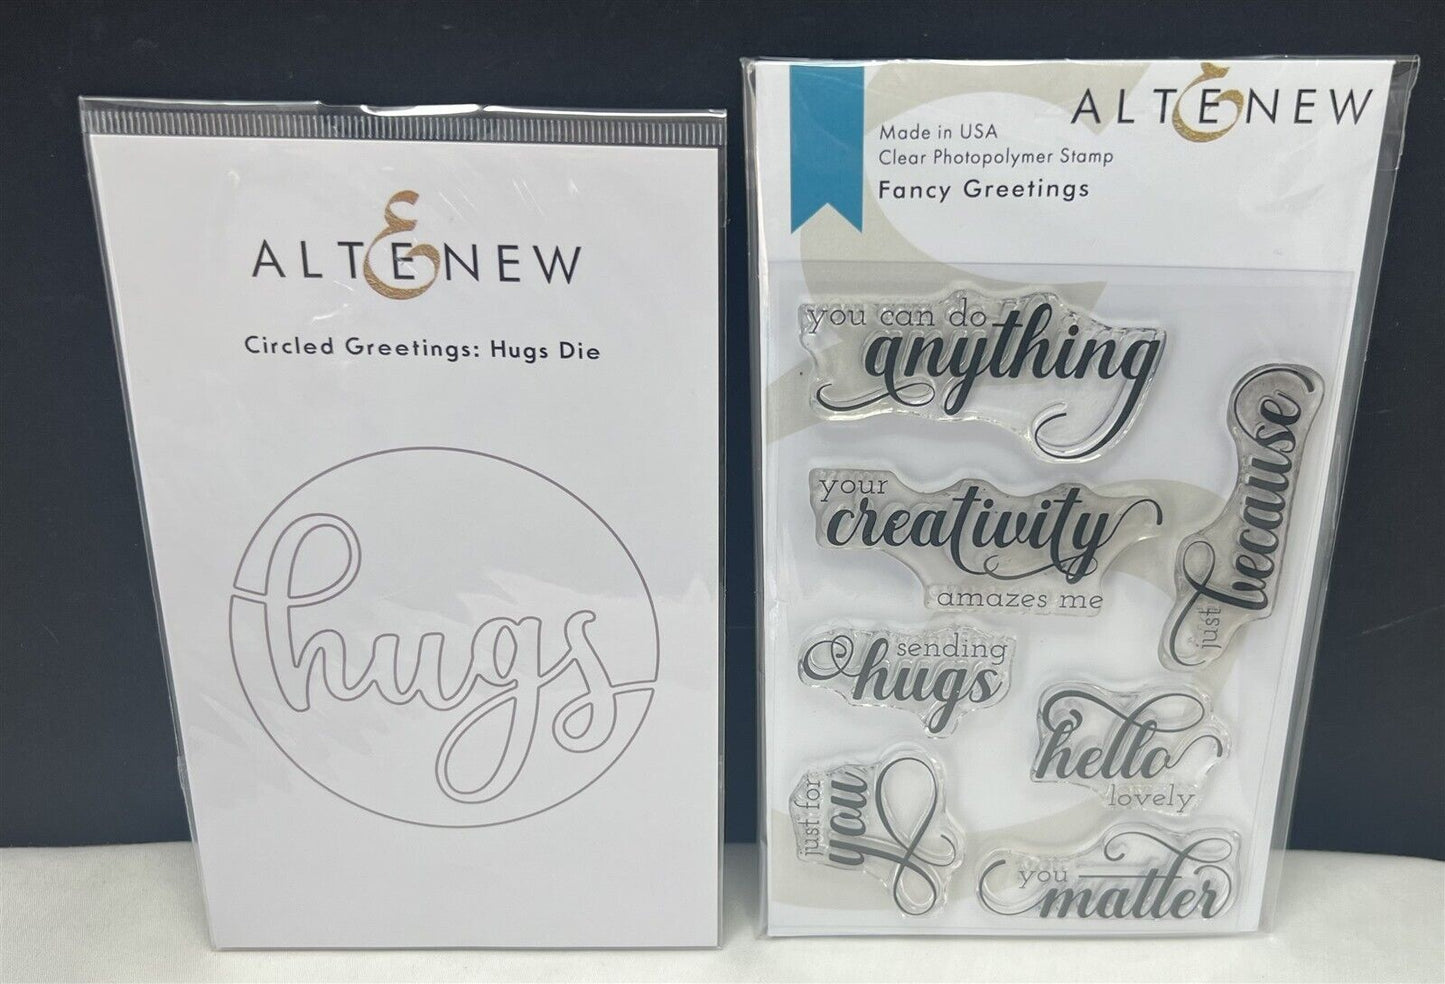 ALTENEW
Circled Greetings: Hugs Die
hugs
ALTENEW
Made in USA
Clear Photopolymer Stamp
Fancy Greetings
you can do
anything
just because
your
creativity
amazes me
sending
hugs
hello
lovely
just for
you
you
matter